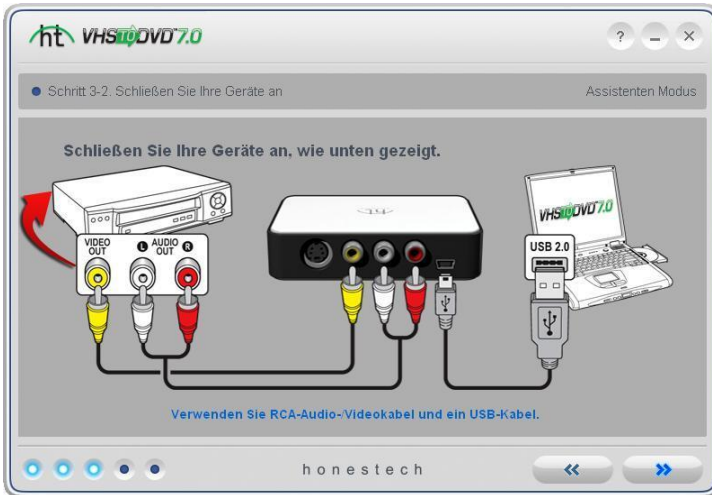 ht VHS TO DVD 7.0
?
Schritt 3-2. Schließen Sie Ihre Geräte an
Assistenten Modus
Schließen Sie Ihre Geräte an, wie unten gezeigt.
VIDEO OUT
L AUDIO R
OUT
ht
VHS TO DVD 7.0
USB 2.0
Verwenden Sie RCA-Audio-/Videokabel und ein USB-Kabel.
honestech